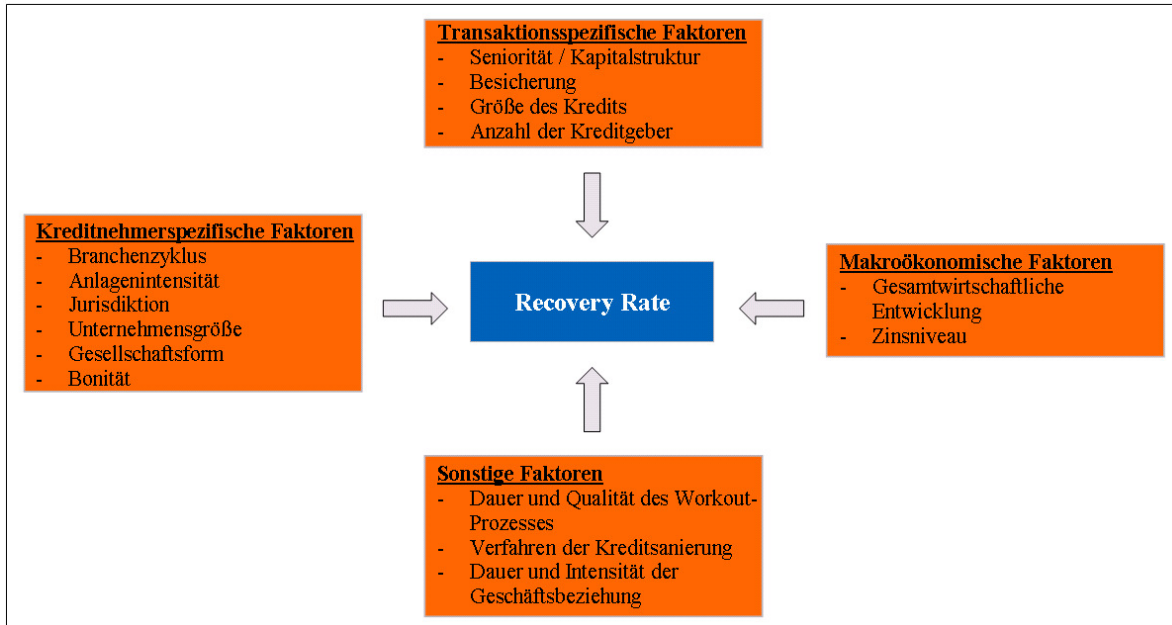 Transaktionsspezifische Faktoren
- Seniorität / Kapitalstruktur
- Besicherung
- Größe des Kredits
- Anzahl der Kreditgeber
Kreditnehmerspezifische Faktoren
- Branchenzyklus
- Anlagenintensität
- Jurisdiktion
- Unternehmensgröße
- Gesellschaftsform
- Bonität
Recovery Rate
Makroökonomische Faktoren
- Gesamtwirtschaftliche
Entwicklung
- Zinsniveau
Sonstige Faktoren
- Dauer und Qualität des Workout-
Prozesses
- Verfahren der Kreditsanierung
- Dauer und Intensität der
Geschäftsbeziehung